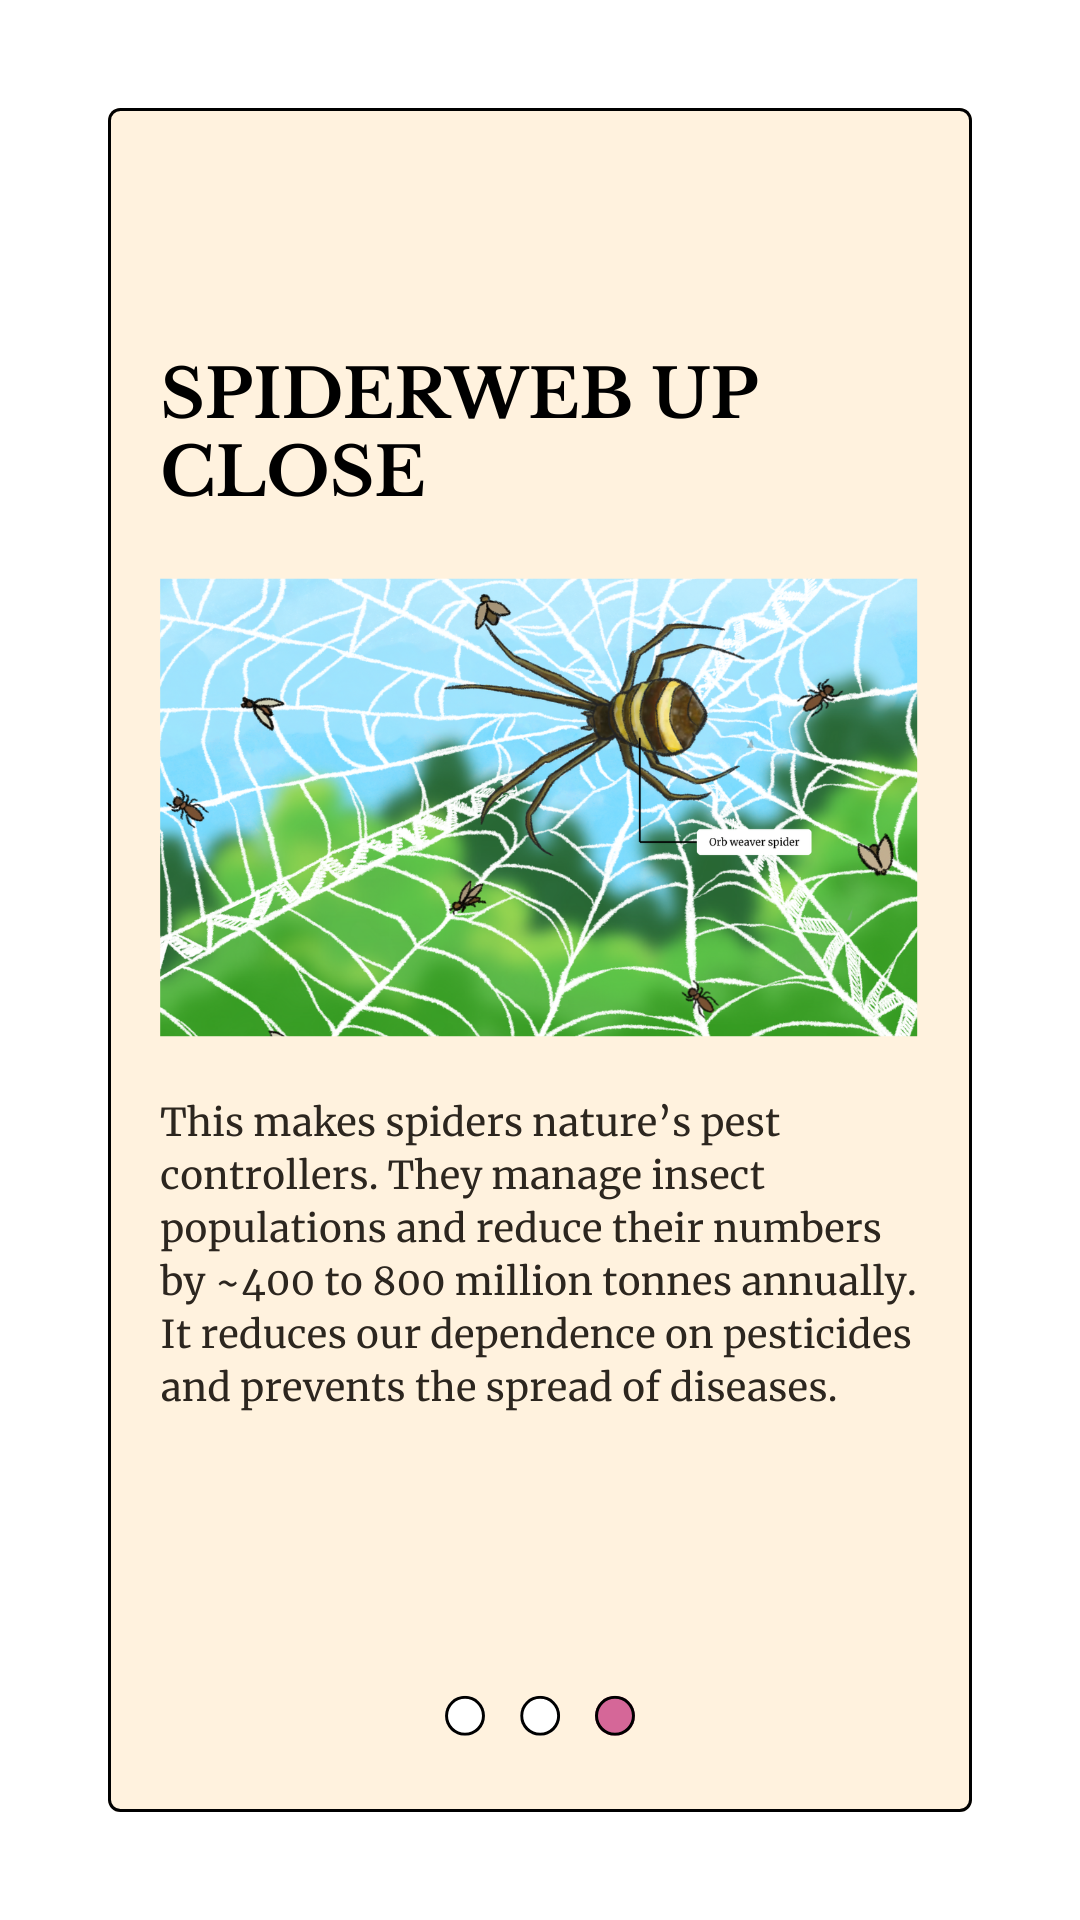 SPIDERWEB UP
CLOSE
Orb weaver spider
This makes spiders nature’s pest
controllers. They manage insect
populations and reduce their numbers
by ~400 to 800 million tonnes annually.
It reduces our dependence on pesticides
and prevents the spread of diseases.